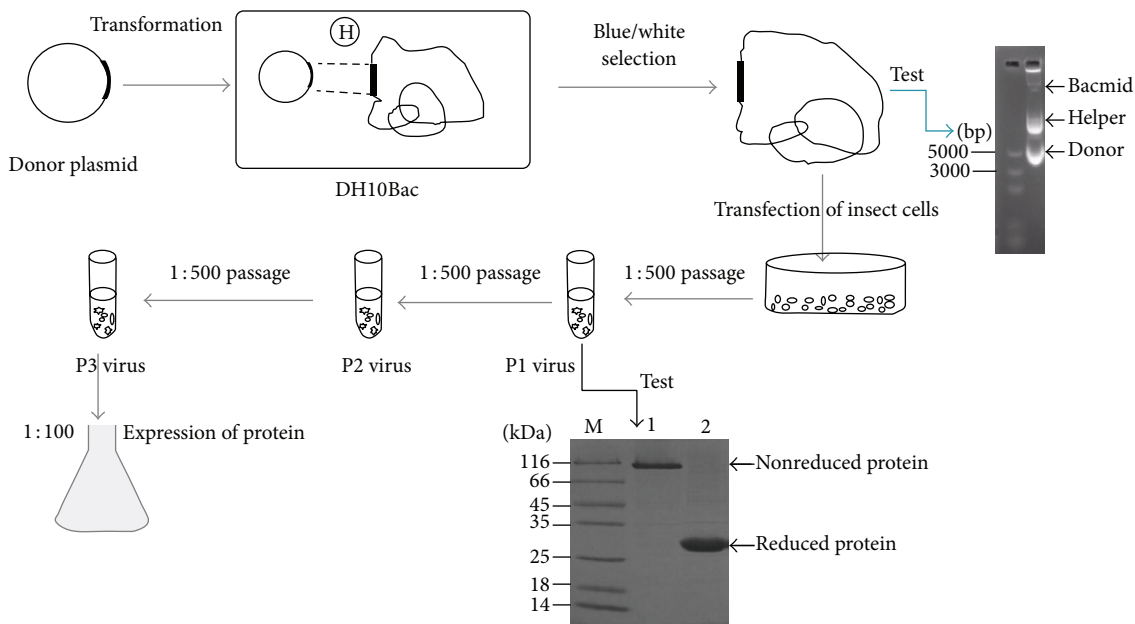 Transformation
H
Donor plasmid
DH10Bac
Blue/white
selection
Test
(bp)
5000
3000
Bacmid
Helper
Donor
Transfection of insect cells
1 : 500 passage
1 : 500 passage
1 : 500 passage
P3 virus
P2 virus
P1 virus
Test
1 : 100
Expression of protein
(kDa)
M
1
2
116
66
45
35
25
18
14
Nonreduced protein
Reduced protein